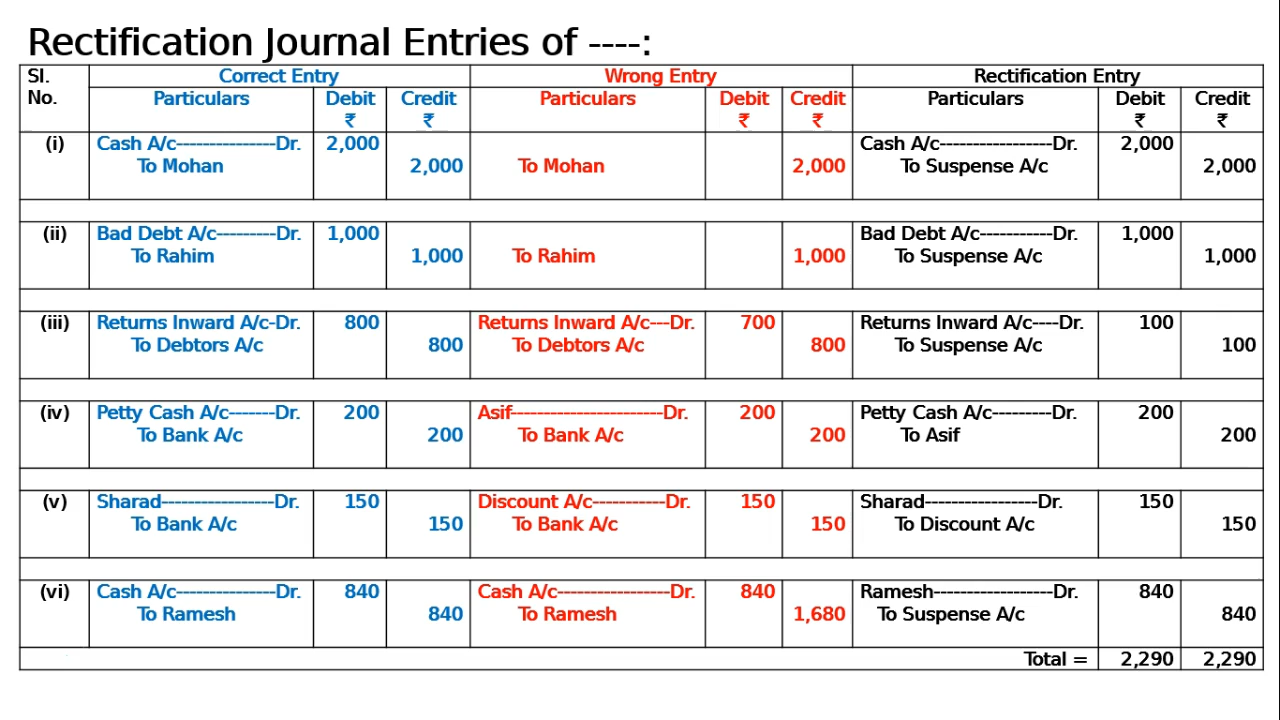 Rectification Journal Entries of ----:
Sl. No. Correct Entry Wrong Entry Rectification Entry
Particulars Debit ₹ Credit ₹ Particulars Debit ₹ Credit ₹ Particulars Debit ₹ Credit ₹
(i) Cash A/c---------------Dr. 2,000 Cash A/c-----------------Dr. 2,000
To Mohan 2,000 To Mohan 2,000 To Suspense A/c 2,000
(ii) Bad Debt A/c---------Dr. 1,000 Bad Debt A/c-----------Dr. 1,000
To Rahim 1,000 To Rahim 1,000 To Suspense A/c 1,000
(iii) Returns Inward A/c-Dr. 800 Returns Inward A/c---Dr. 700 Returns Inward A/c----Dr. 100
To Debtors A/c 800 To Debtors A/c 800 To Suspense A/c 100
(iv) Petty Cash A/c-------Dr. 200 Asif-----------------------Dr. 200 Petty Cash A/c---------Dr. 200
To Bank A/c 200 To Bank A/c 200 To Asif 200
(v) Sharad-----------------Dr. 150 Discount A/c-----------Dr. 150 Sharad-----------------Dr. 150
To Bank A/c 150 To Bank A/c 150 To Discount A/c 150
(vi) Cash A/c---------------Dr. 840 Cash A/c-----------------Dr. 840 Ramesh------------------Dr. 840
To Ramesh 840 To Ramesh 1,680 To Suspense A/c 840
Total = 2,290 2,290